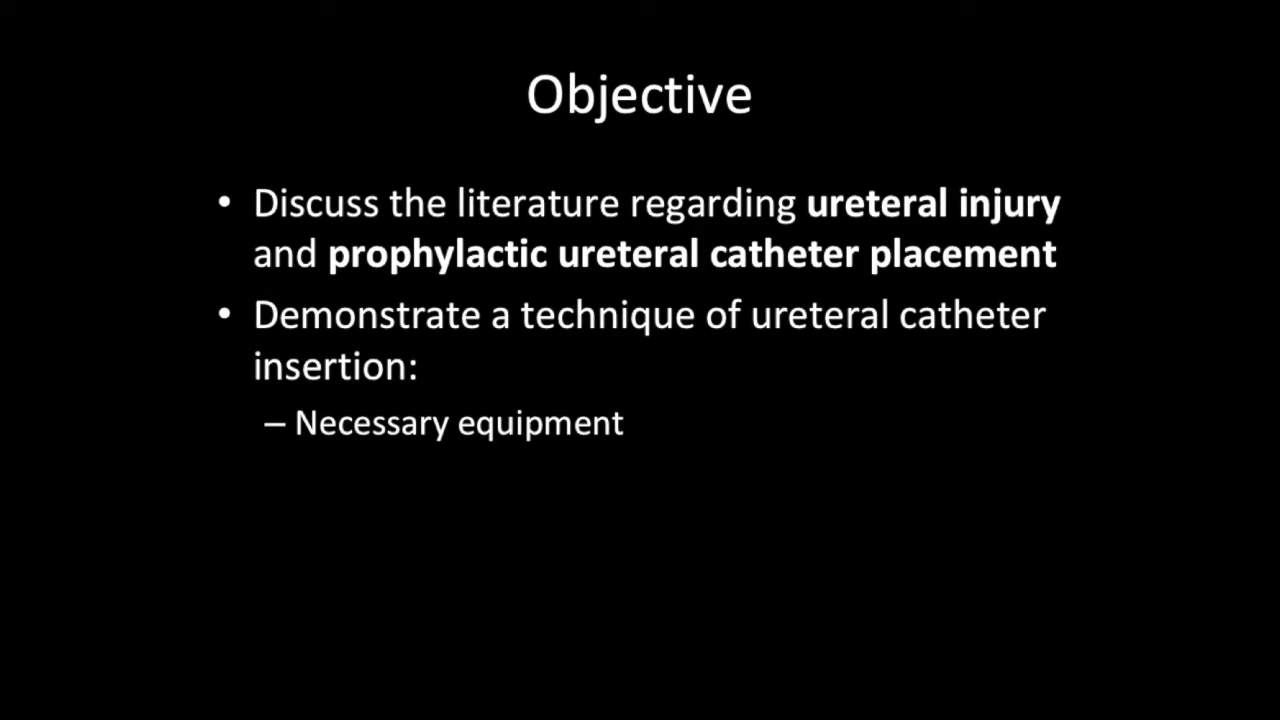 Objective
• Discuss the literature regarding ureteral injury
and prophylactic ureteral catheter placement
• Demonstrate a technique of ureteral catheter
insertion:
– Necessary equipment